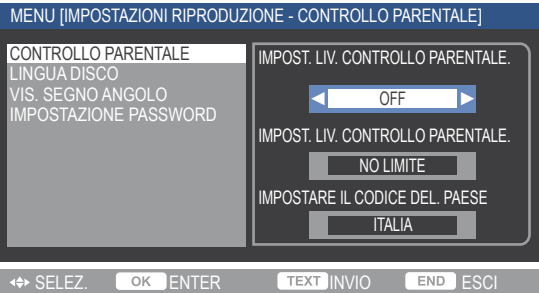 MENU [IMPOSTAZIONI RIPRODUZIONE - CONTROLLO PARENTALE]
CONTROLLO PARENTALE
LINGUA DISCO
VIS. SEGNO ANGOLO
IMPOSTAZIONE PASSWORD
IMPOST. LIV. CONTROLLO PARENTALE.
OFF
IMPOST. LIV. CONTROLLO PARENTALE.
NO LIMITE
IMPOSTARE IL CODICE DEL. PAESE
ITALIA
SELEZ. OK ENTER TEXT INVIO END ESCI